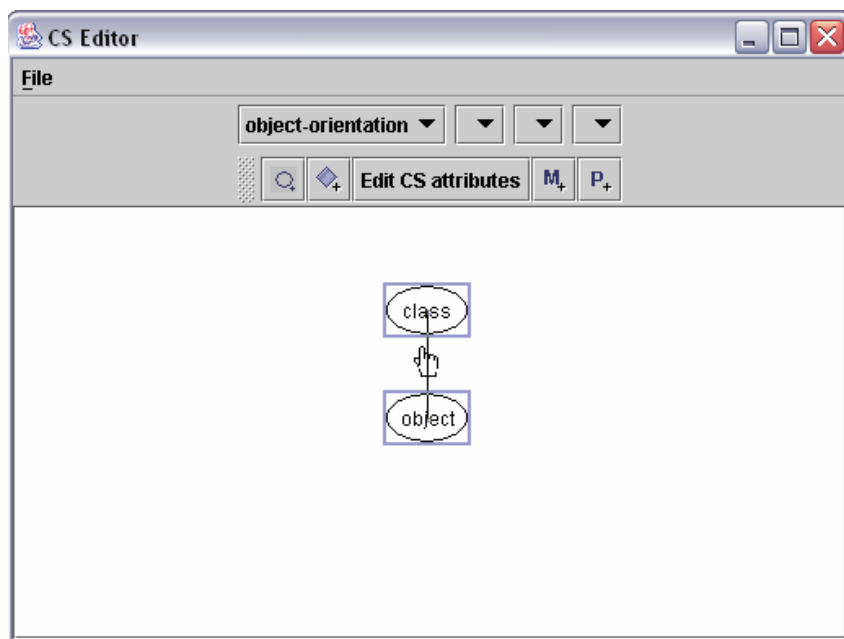 CS Editor
File
object-orientation
Edit CS attributes M+ P+
class
object